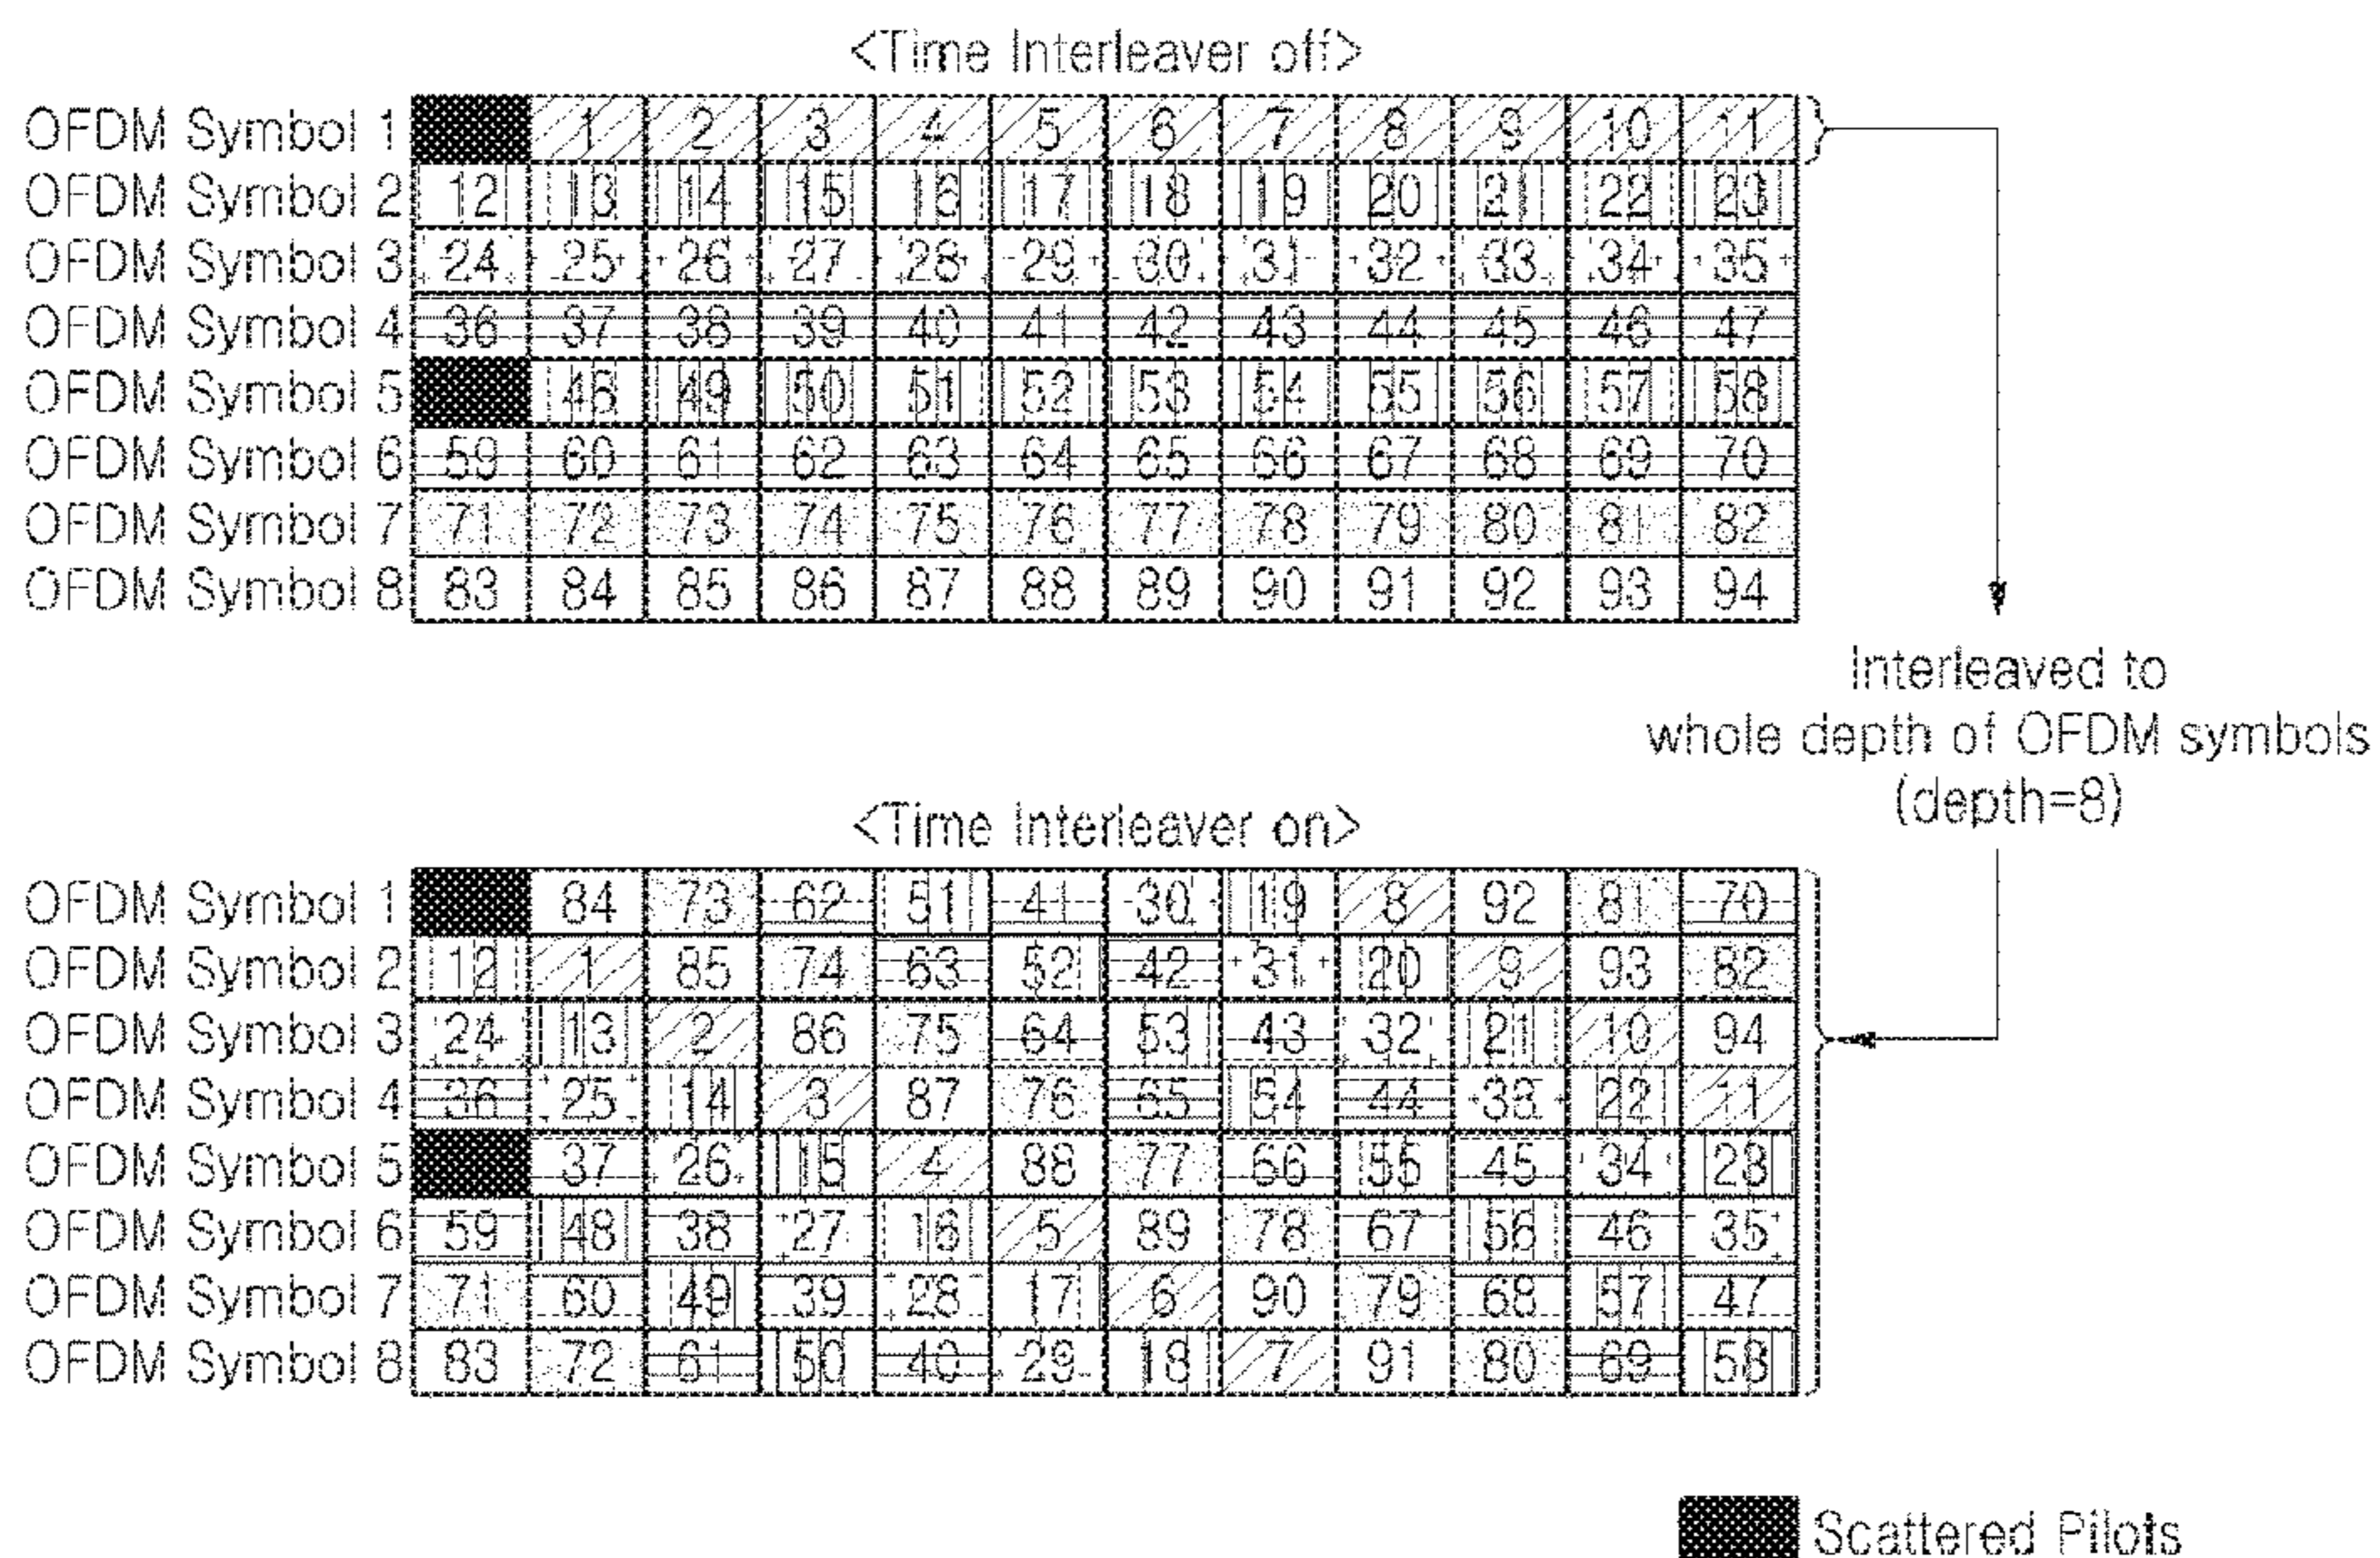 <Time Interleaver off>
OFDM Symbol 1 1 2 3 4 5 6 7 8 9 10 11
OFDM Symbol 2 12 13 14 15 16 17 18 19 20 21 22 23
OFDM Symbol 3 24 25 26 27 28 29 30 31 32 33 34 35
OFDM Symbol 4 36 37 38 39 40 41 42 43 44 45 46 47
OFDM Symbol 5 48 49 50 51 52 53 54 55 56 57 58
OFDM Symbol 6 59 60 61 62 63 64 65 66 67 68 69 70
OFDM Symbol 7 71 72 73 74 75 76 77 78 79 80 81 82
OFDM Symbol 8 83 84 85 86 87 88 89 90 91 92 93 94
Interleaved to
whole depth of OFDM symbols
(depth=8)
<Time Interleaver on>
OFDM Symbol 1 84 73 62 51 41 30 19 8 92 81 70
OFDM Symbol 2 12 1 85 74 63 52 42 31 20 9 93 82
OFDM Symbol 3 24 13 2 86 75 64 53 43 32 21 10 94
OFDM Symbol 4 36 25 14 3 87 76 65 54 44 33 22 11
OFDM Symbol 5 37 26 15 4 88 77 66 55 45 34 23
OFDM Symbol 6 59 48 38 27 16 5 89 78 67 56 46 35
OFDM Symbol 7 71 60 49 39 28 17 6 90 79 68 57 47
OFDM Symbol 8 83 72 61 50 40 29 18 7 91 80 69 58
Scattered Pilots